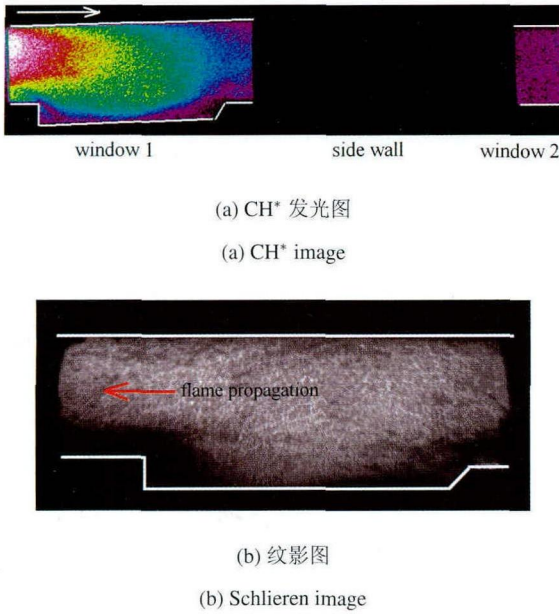 window 1 side wall window 2
(a) CH* 发光图
(a) CH* image
flame propagation
(b) 纹影图
(b) Schlieren image